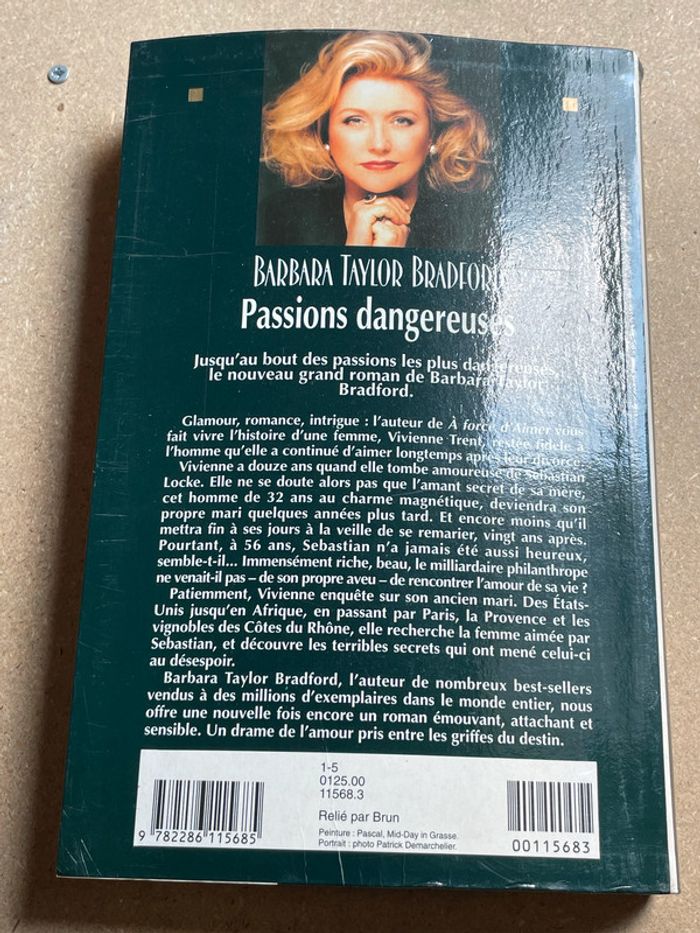 BARBARA TAYLOR BRADFORD
Passions dangereuses
Jusqu'au bout des passions les plus dangereuses,
le nouveau grand roman de Barbara Taylor
Bradford.
Glamour, romance, intrigue : l'auteur de À force d'Aimer vous
fait vivre l'histoire d'une femme, Vivienne Trent, restée fidèle à
l'homme qu'elle a continué d'aimer longtemps après leur divorce.
Vivienne a douze ans quand elle tombe amoureuse de Sebastian
Locke. Elle ne se doute alors pas que l'amant secret de sa mère,
cet homme de 32 ans au charme magnétique, deviendra son
propre mari quelques années plus tard. Et encore moins qu'il
mettra fin à ses jours à la veille de se remarier, vingt ans après.
Pourtant, à 56 ans, Sebastian n'a jamais été aussi heureux,
semble-t-il... Immensément riche, beau, le milliardaire philanthrope
ne venait-il pas – de son propre aveu – de rencontrer l'amour de sa vie ?
Patiemment, Vivienne enquête sur son ancien mari. Des États-
Unis jusqu'en Afrique, en passant par Paris, la Provence et les
vignobles des Côtes du Rhône, elle recherche la femme aimée par
Sebastian, et découvre les terribles secrets qui ont mené celui-ci
au désespoir.
Barbara Taylor Bradford, l'auteur de nombreux best-sellers
vendus à des millions d'exemplaires dans le monde entier, nous
offre une nouvelle fois encore un roman émouvant, attachant et
sensible. Un drame de l'amour pris entre les griffes du destin.
1-5
0125.00
11568.3
Relié par Brun
Peinture : Pascal, Mid-Day in Grasse.
Portrait : photo Patrick Demarchelier.
9 782286 115685
00115683